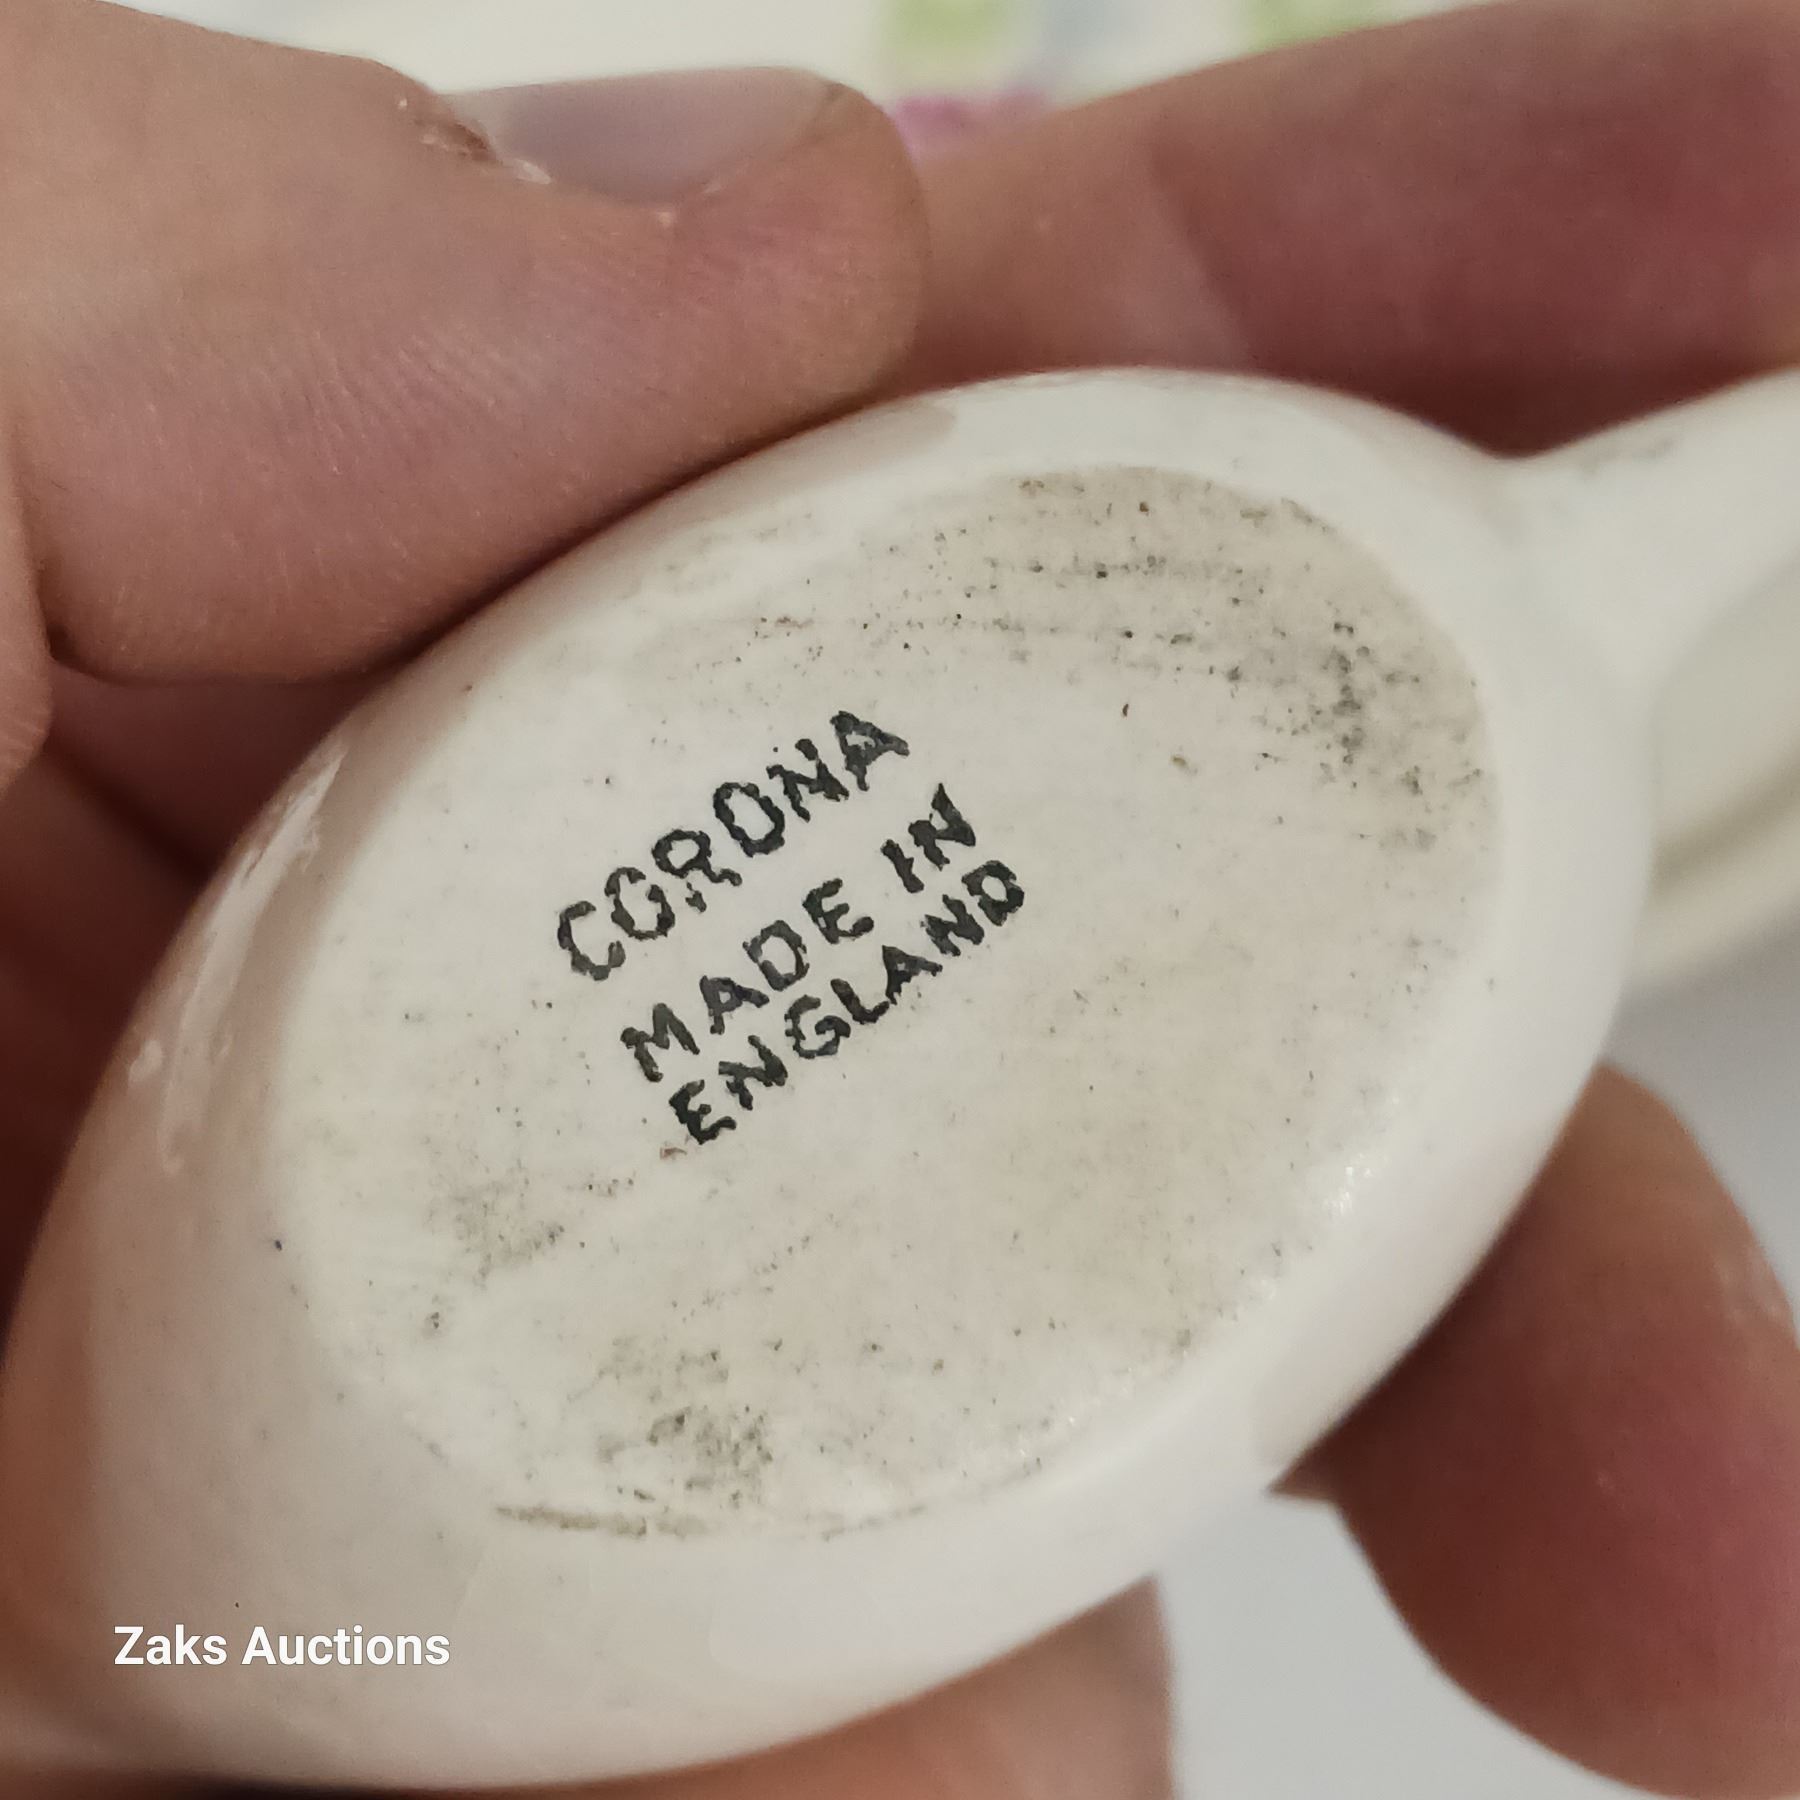 CORONA
MADE IN
ENGLAND
Zaks Auctions